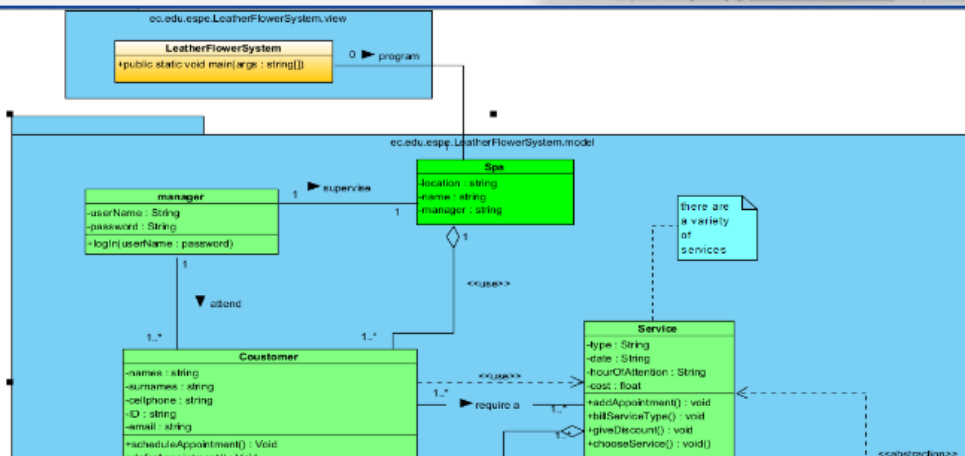 ec.edu.espe.LeatherFlowerSystem.view
LeatherFlowerSystem
+public static void main(args : string[])
0
program
ec.edu.espe.LeatherFlowerSystem.model
Spa
-location : string
-name : string
-manager : string
manager
-userName : String
-password : String
+logIn(userName : password)
1
supervise
1
there are
a variety
of
services
1
<<use>>
1
attend
1..*
1..*
Coustomer
-names : string
-surnames : string
-cellphone : string
-ID : string
-email : string
+scheduleAppointment() : Void
<<use>>
1..*
require a
1..*
1..*
Service
-type : String
-date : String
-hourOfAttention : String
-cost : float
+addAppointment() : void
+billServiceType() : void
+giveDiscount() : void
+chooseService() : void()
<<abstraction>>